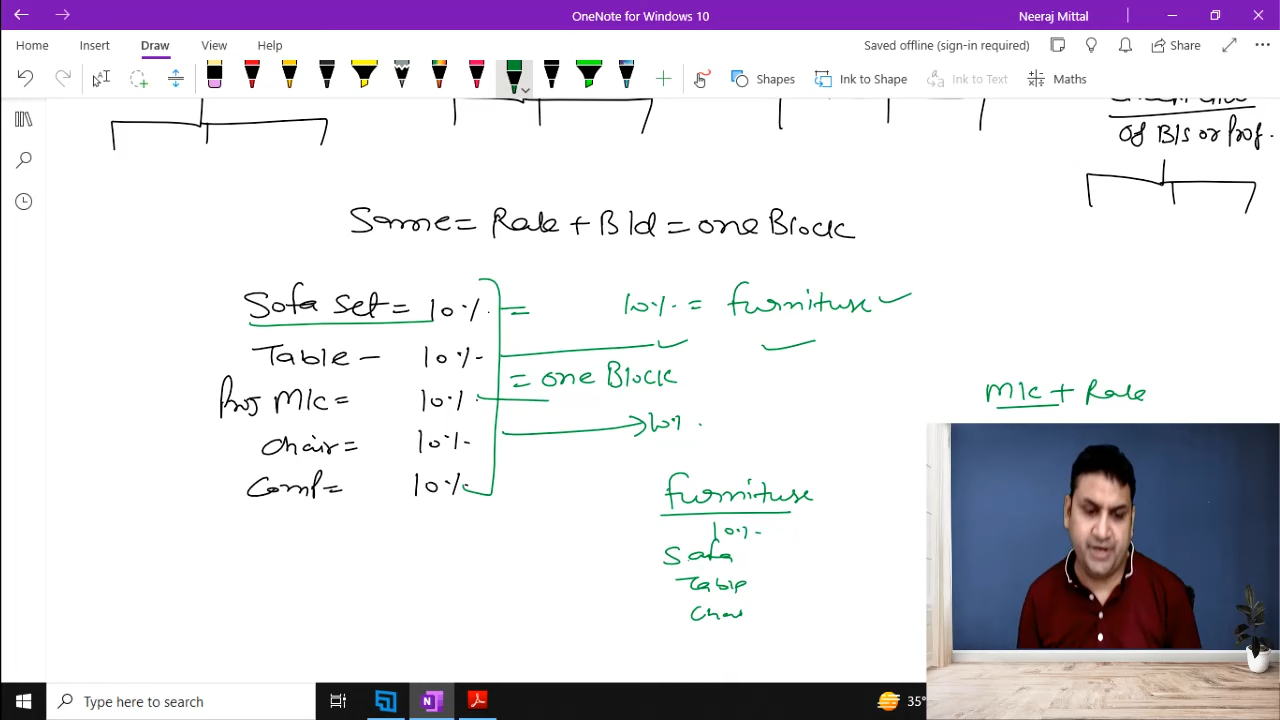 OneNote for Windows 10
Neeraj Mittal
Home Insert Draw View Help
Saved offline (sign-in required)
Share
Shapes
Ink to Shape
Ink to Text
Maths
Of B/s or Prof.
Same = Rate + Bld = one Block
Sofa set = 10%. = 10%. = furniture ✓
Table - 10%.
= one Block
M/c = 10%.
M/c + Rate
Chair = 10%.
→ 10%.
Comp = 10%.
furniture
10%.
Sofa
Table
Chai
Type here to search
35°